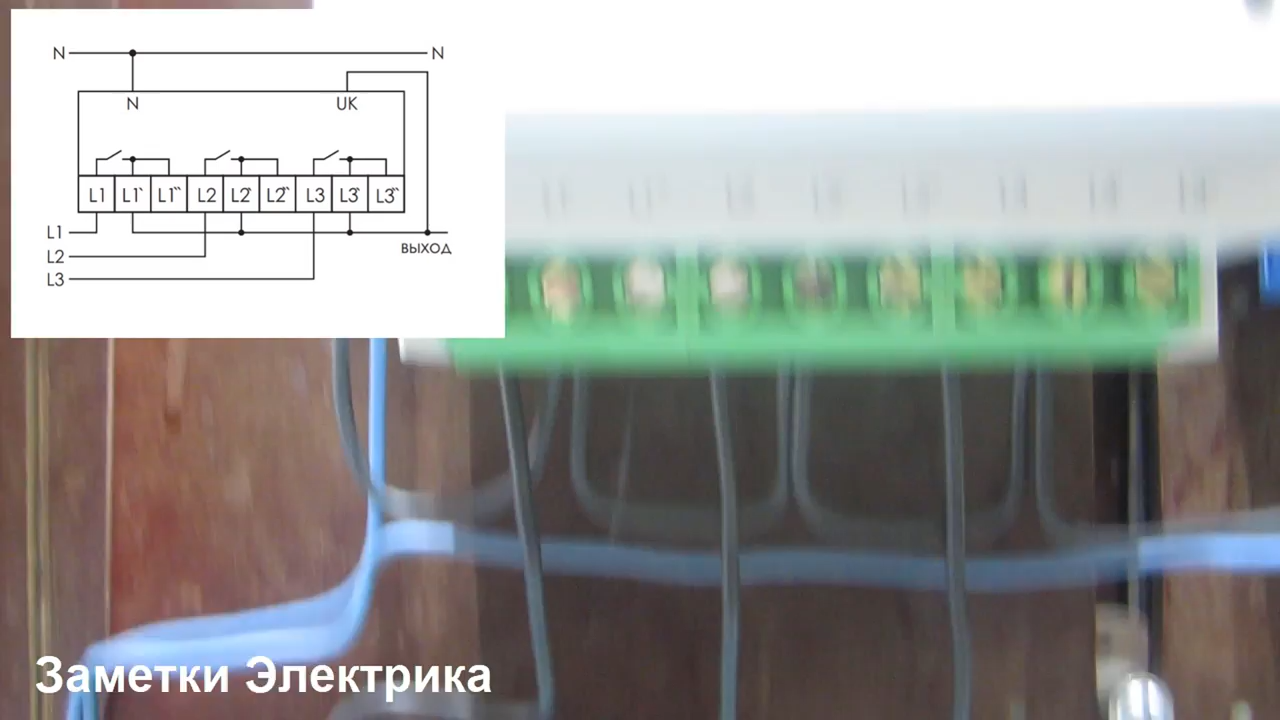 N N
N UK
L1 L1` L1`` L2 L2` L2`` L3 L3` L3``
L1
ВЫХОД
L2
L3
Заметки Электрика